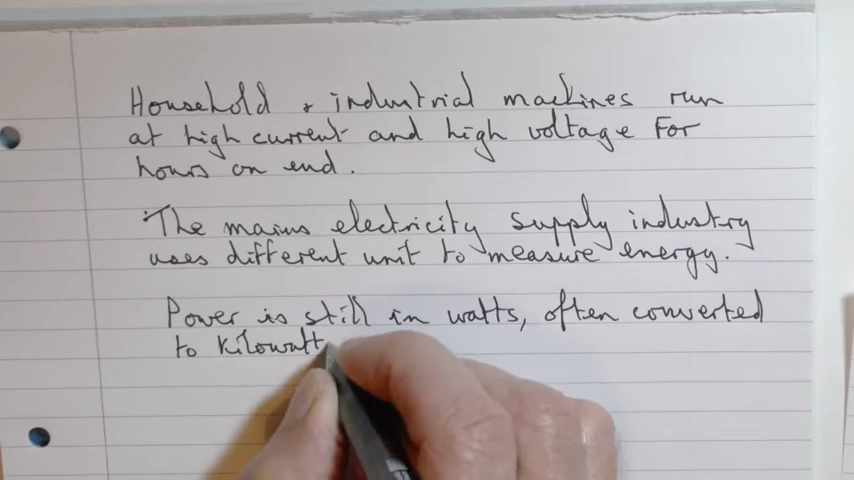 Household + industrial machines run
at high current and high voltage For
hours on end.
The mains electricity supply industry
uses different unit to measure energy.
Power is still in watts, often converted
to Kilowatt